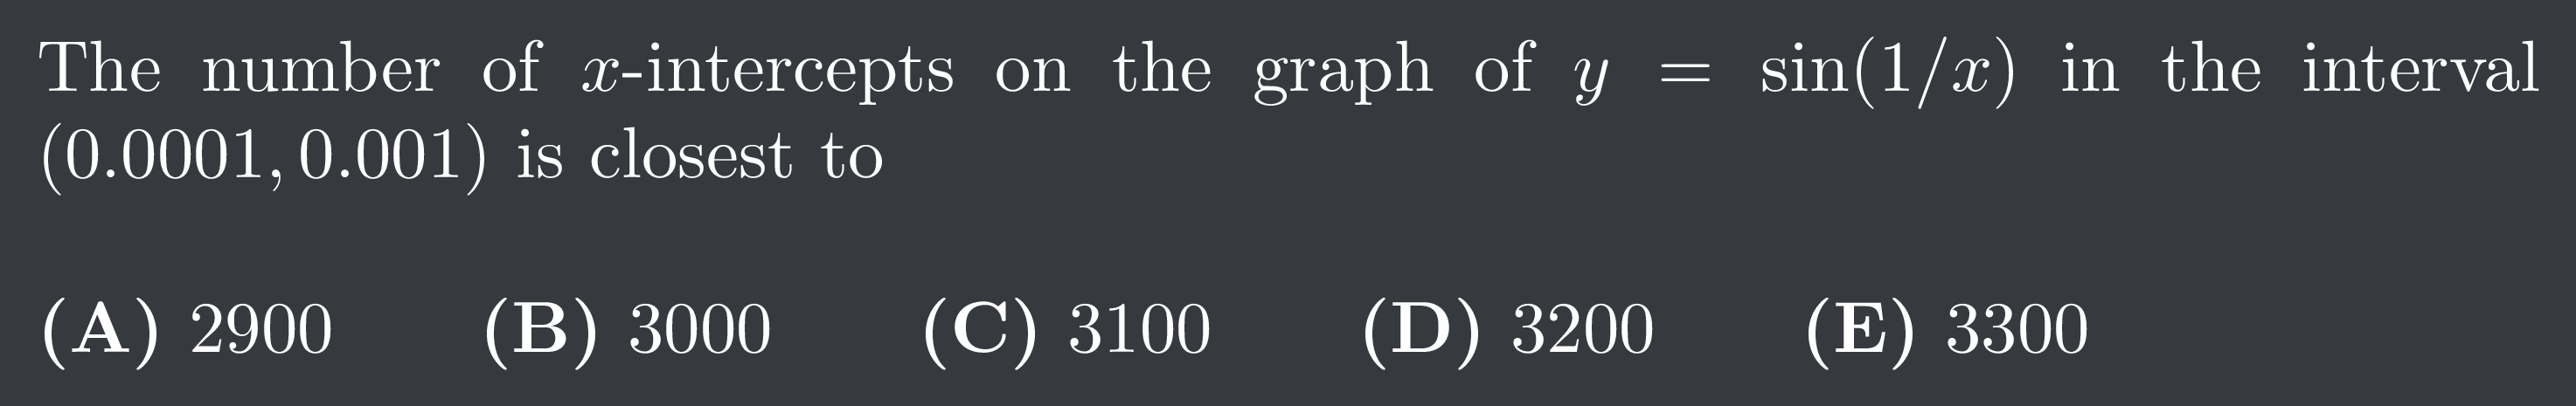 The number of x-intercepts on the graph of y = sin(1/x) in the interval
(0.0001, 0.001) is closest to
(A) 2900 (B) 3000 (C) 3100 (D) 3200 (E) 3300